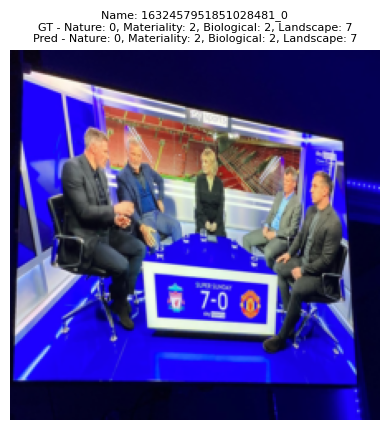 Name: 1632457951851028481_0
GT - Nature: 0, Materiality: 2, Biological: 2, Landscape: 7
Pred - Nature: 0, Materiality: 2, Biological: 2, Landscape: 7
SUPER SUNDAY
7-0
sky